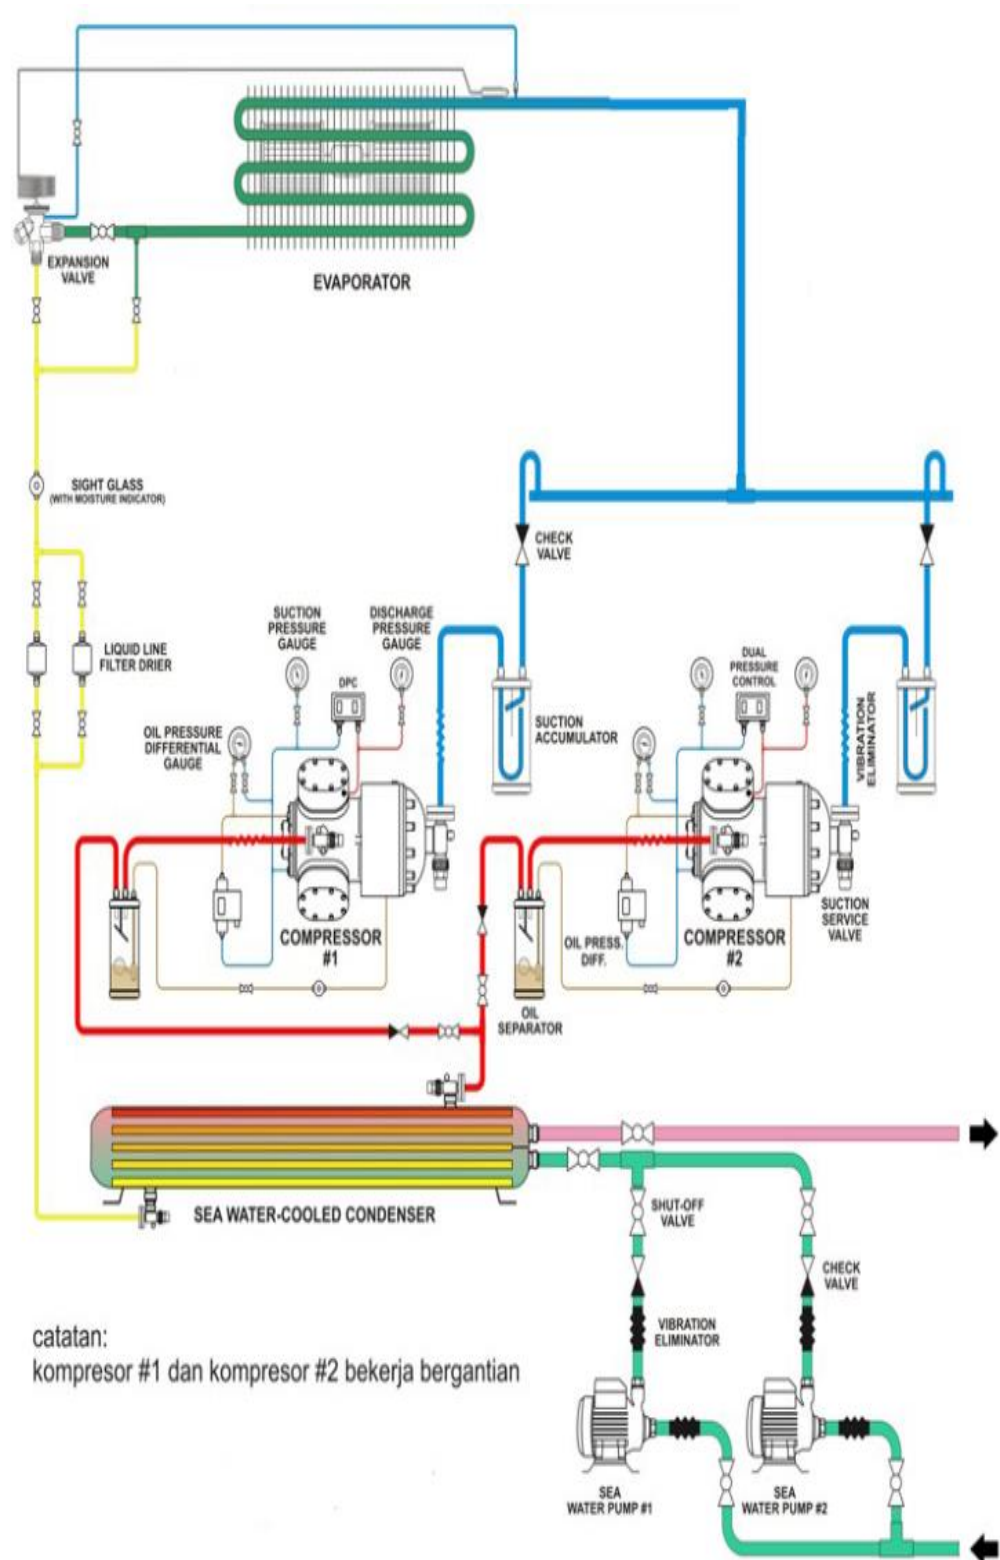 EXPANSION
VALVE
EVAPORATOR
SIGHT GLASS
(WITH MOISTURE INDICATOR)
CHECK
VALVE
LIQUID LINE
FILTER DRIER
SUCTION
PRESSURE
GAUGE
DISCHARGE
PRESSURE
GAUGE
DPC
DUAL
PRESSURE
CONTROL
OIL PRESSURE
DIFFERENTIAL
GAUGE
SUCTION
ACCUMULATOR
VIBRATION
ELIMINATOR
COMPRESSOR
#1
OIL PRESS.
DIFF.
COMPRESSOR
#2
SUCTION
SERVICE
VALVE
OIL
SEPARATOR
SEA WATER-COOLED CONDENSER
SHUT-OFF
VALVE
CHECK
VALVE
VIBRATION
ELIMINATOR
catatan:
kompresor #1 dan kompresor #2 bekerja bergantian
SEA
WATER PUMP #1
SEA
WATER PUMP #2